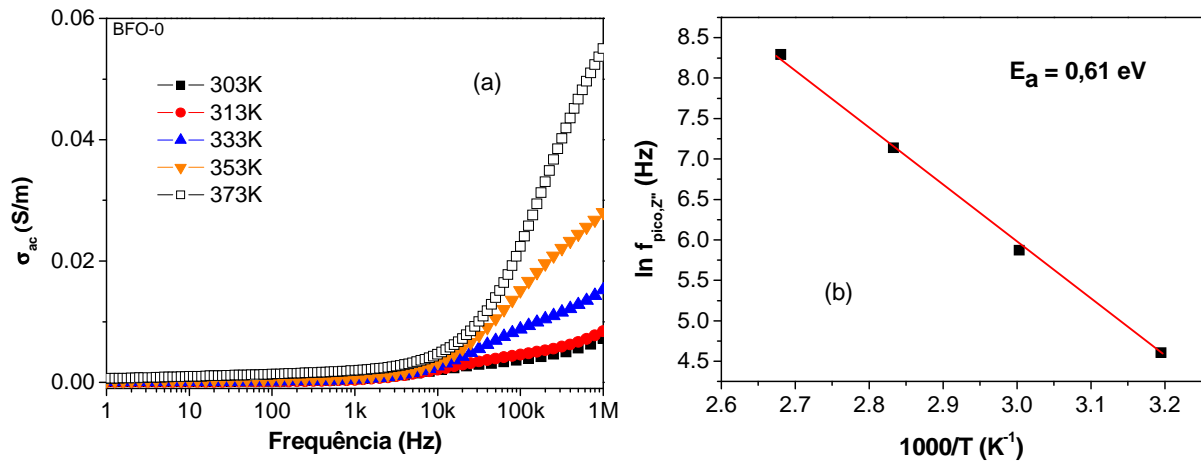 BFO-0
(a)
303K
313K
333K
353K
373K
0.06
0.04
0.02
0.00
σac (S/m)
1
10
100
1k
10k
100k
1M
Frequência (Hz)
Ea = 0,61 eV
(b)
8.5
8.0
7.5
7.0
6.5
6.0
5.5
5.0
4.5
ln fpico,Z" (Hz)
2.6
2.7
2.8
2.9
3.0
3.1
3.2
1000/T (K-1)